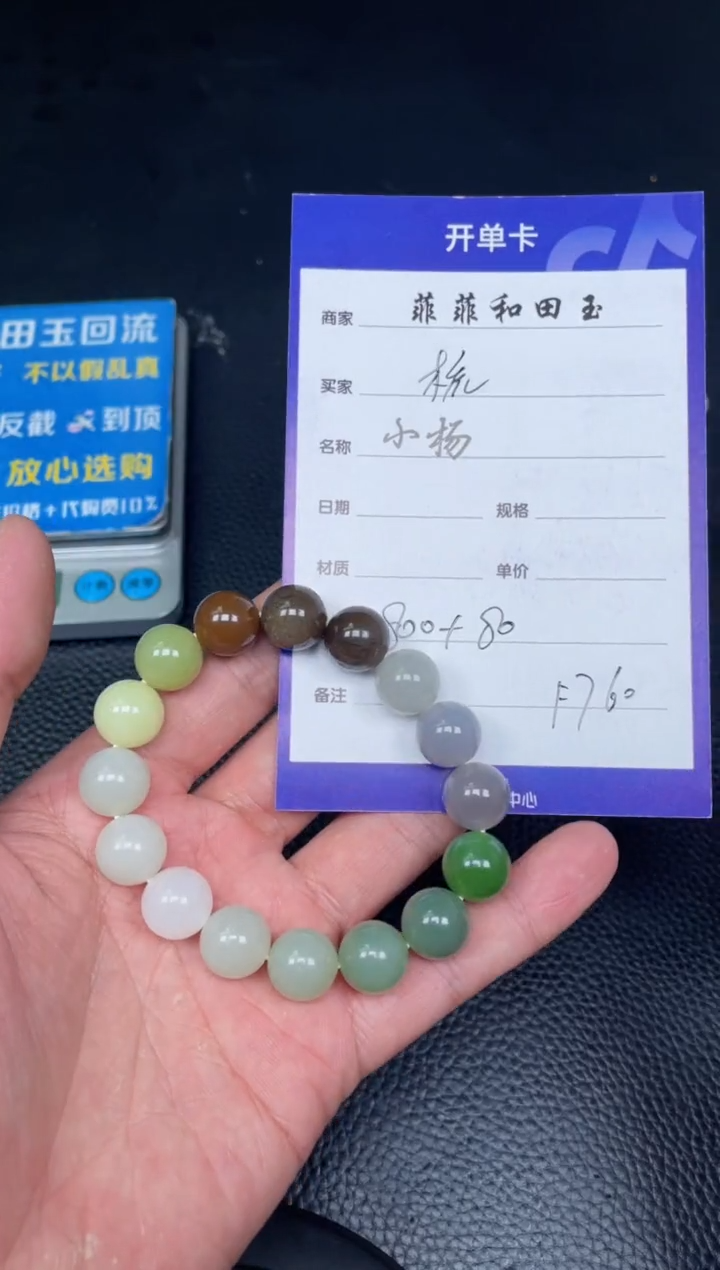 田玉回流
不以假乱真
反截 到顶
放心选购
价格+代购费10%
开单卡
商家 菲菲和田玉
买家
名称 小杨
日期 规格
材质 单价
800+80
备注 F760
中心